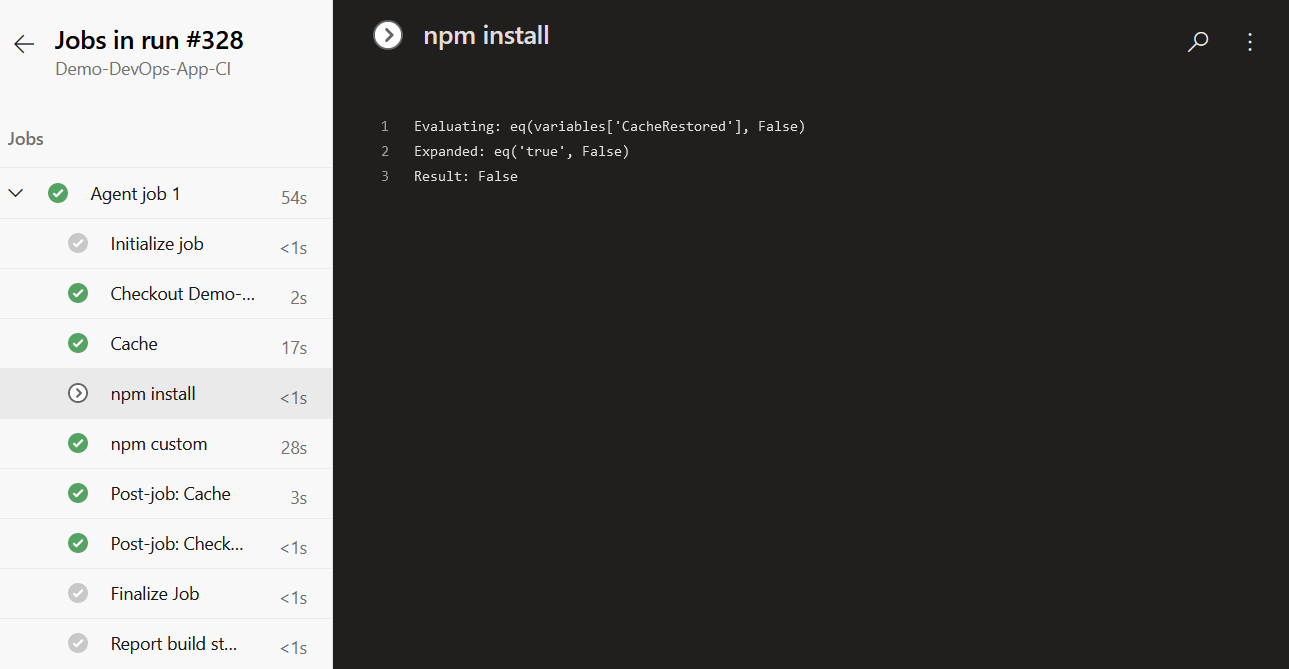 Jobs in run #328
Demo-DevOps-App-CI
Jobs
Agent job 1 54s
Initialize job <1s
Checkout Demo-... 2s
Cache 17s
npm install <1s
npm custom 28s
Post-job: Cache 3s
Post-job: Check... <1s
Finalize Job <1s
Report build st... <1s
npm install
1 Evaluating: eq(variables['CacheRestored'], False)
2 Expanded: eq('true', False)
3 Result: False